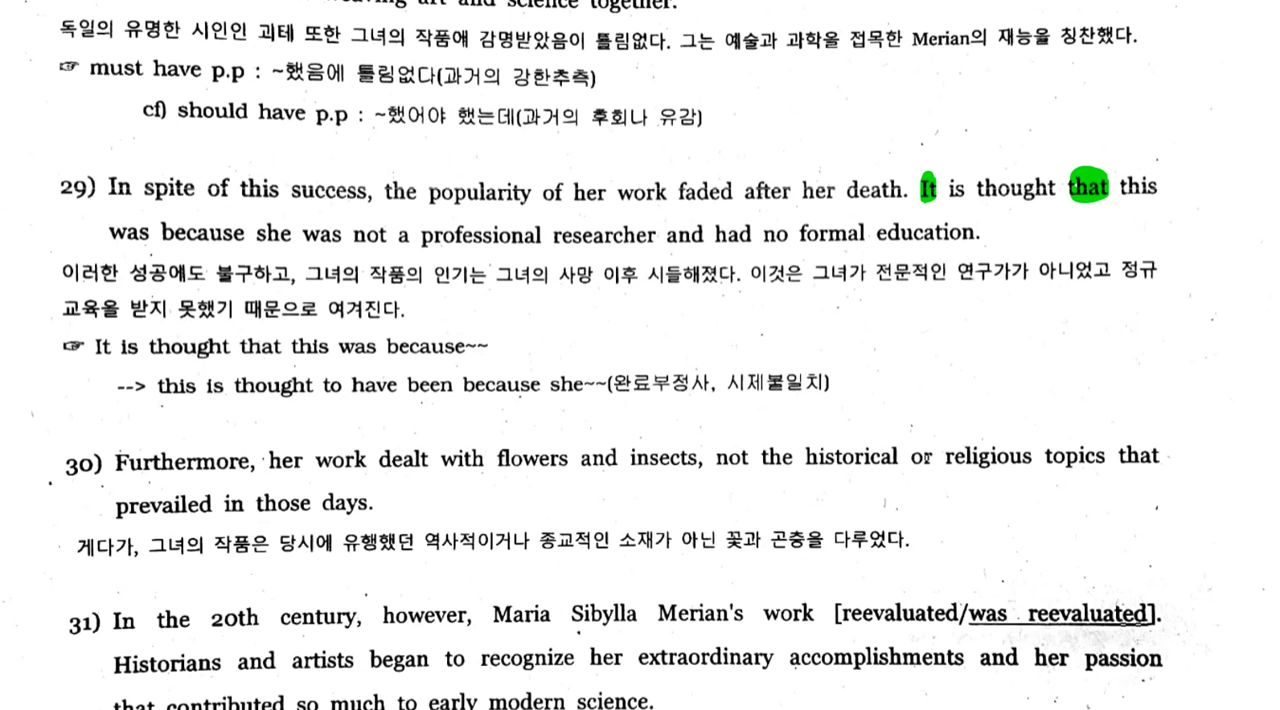 art and science together.
독일의 유명한 시인인 괴테 또한 그녀의 작품에 감명받았음이 틀림없다. 그는 예술과 과학을 접목한 Merian의 재능을 칭찬했다.
☞ must have p.p : ~했음에 틀림없다(과거의 강한추측)
cf) should have p.p : ~했어야 했는데(과거의 후회나 유감)
29) In spite of this success, the popularity of her work faded after her death. It is thought that this
was because she was not a professional researcher and had no formal education.
이러한 성공에도 불구하고, 그녀의 작품의 인기는 그녀의 사망 이후 시들해졌다. 이것은 그녀가 전문적인 연구가가 아니었고 정규
교육을 받지 못했기 때문으로 여겨진다.
☞ It is thought that this was because~~
--> this is thought to have been because she~~(완료부정사, 시제불일치)
30) Furthermore, her work dealt with flowers and insects, not the historical or religious topics that
prevailed in those days.
게다가, 그녀의 작품은 당시에 유행했던 역사적이거나 종교적인 소재가 아닌 꽃과 곤충을 다루었다.
31) In the 20th century, however, Maria Sibylla Merian's work [reevaluated/was reevaluated].
Historians and artists began to recognize her extraordinary accomplishments and her passion
that contributed so much to early modern science.